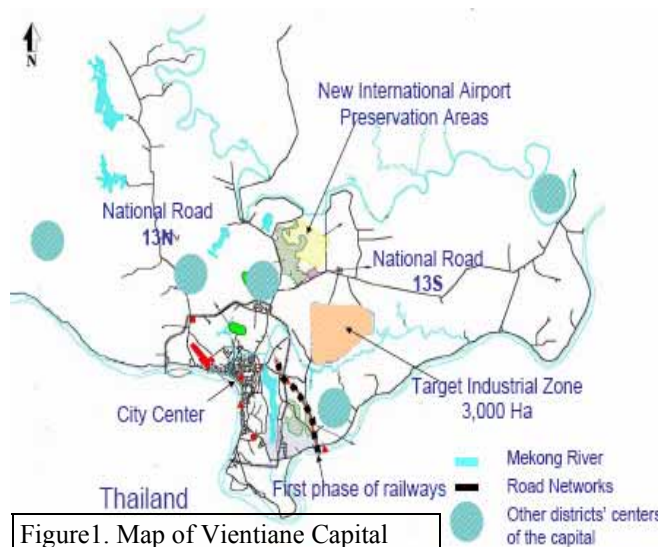 N
New International Airport
Preservation Areas
National Road
13N
National Road
13S
Target Industrial Zone
3,000 Ha
City Center
First phase of railways
Thailand
Mekong River
Road Networks
Other districts' centers
of the capital
Figure1. Map of Vientiane Capital